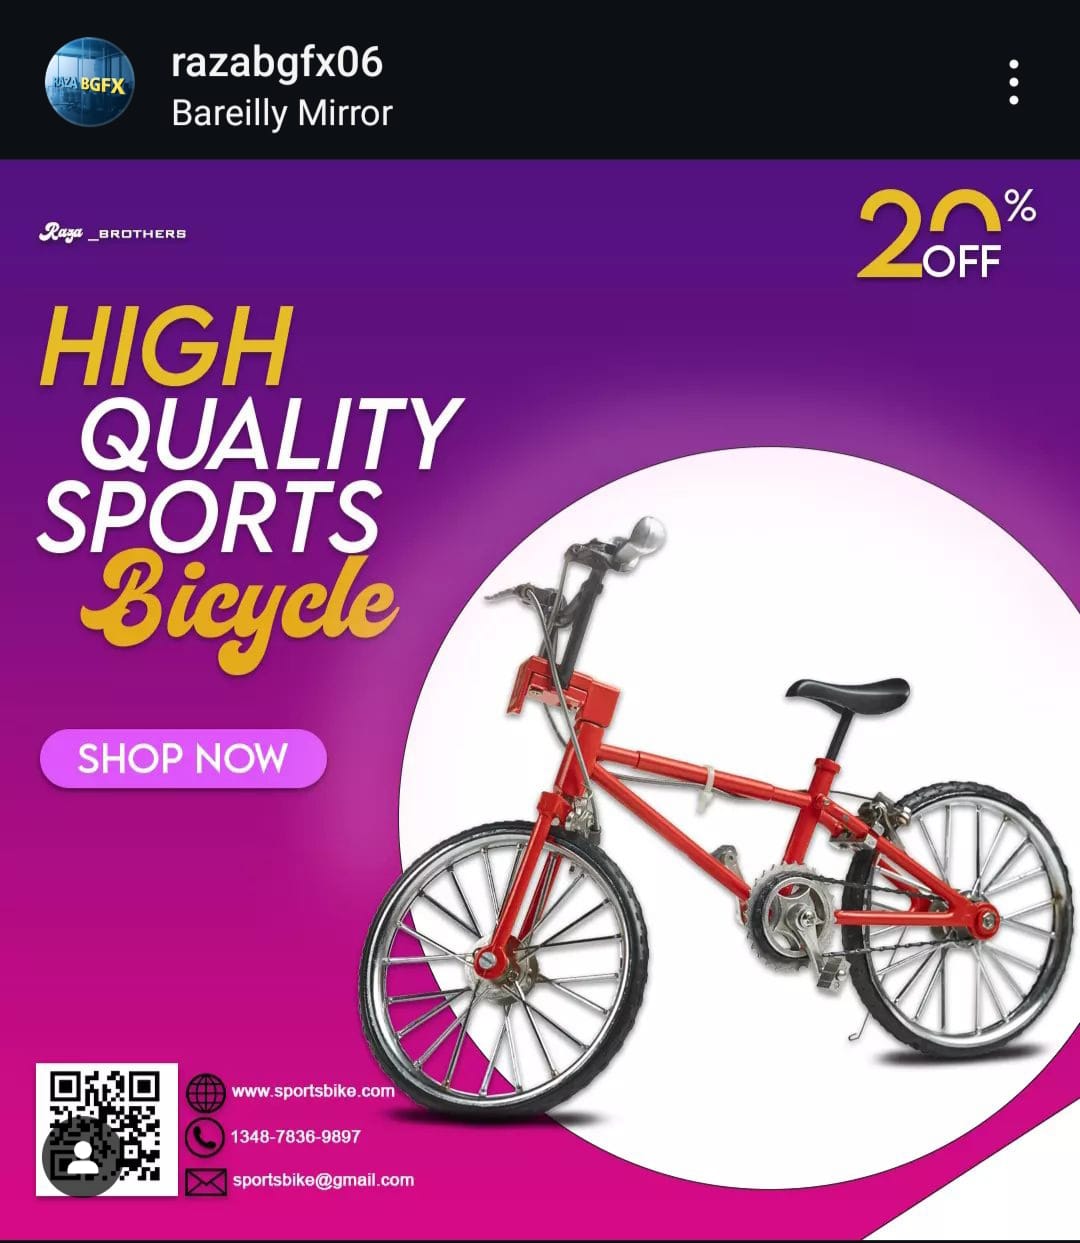 razabgfx06
Bareilly Mirror
RAZA BGFX
Raza _BROTHERS
20%
OFF
HIGH
QUALITY
SPORTS
Bicycle
SHOP NOW
www.sportsbike.com
1348-7836-9897
sportsbike@gmail.com